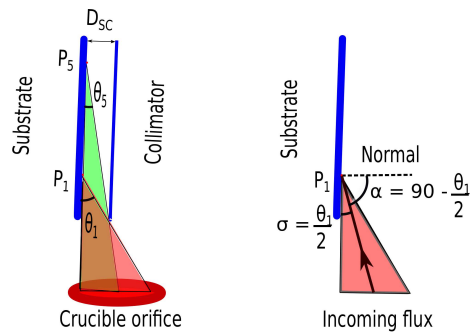 D_SC
P_5
θ_5
Substrate
Collimator
P_1
θ_1
Crucible orifice
Substrate
Normal
P_1
α = 90 - θ_1/2
σ = θ_1/2
Incoming flux